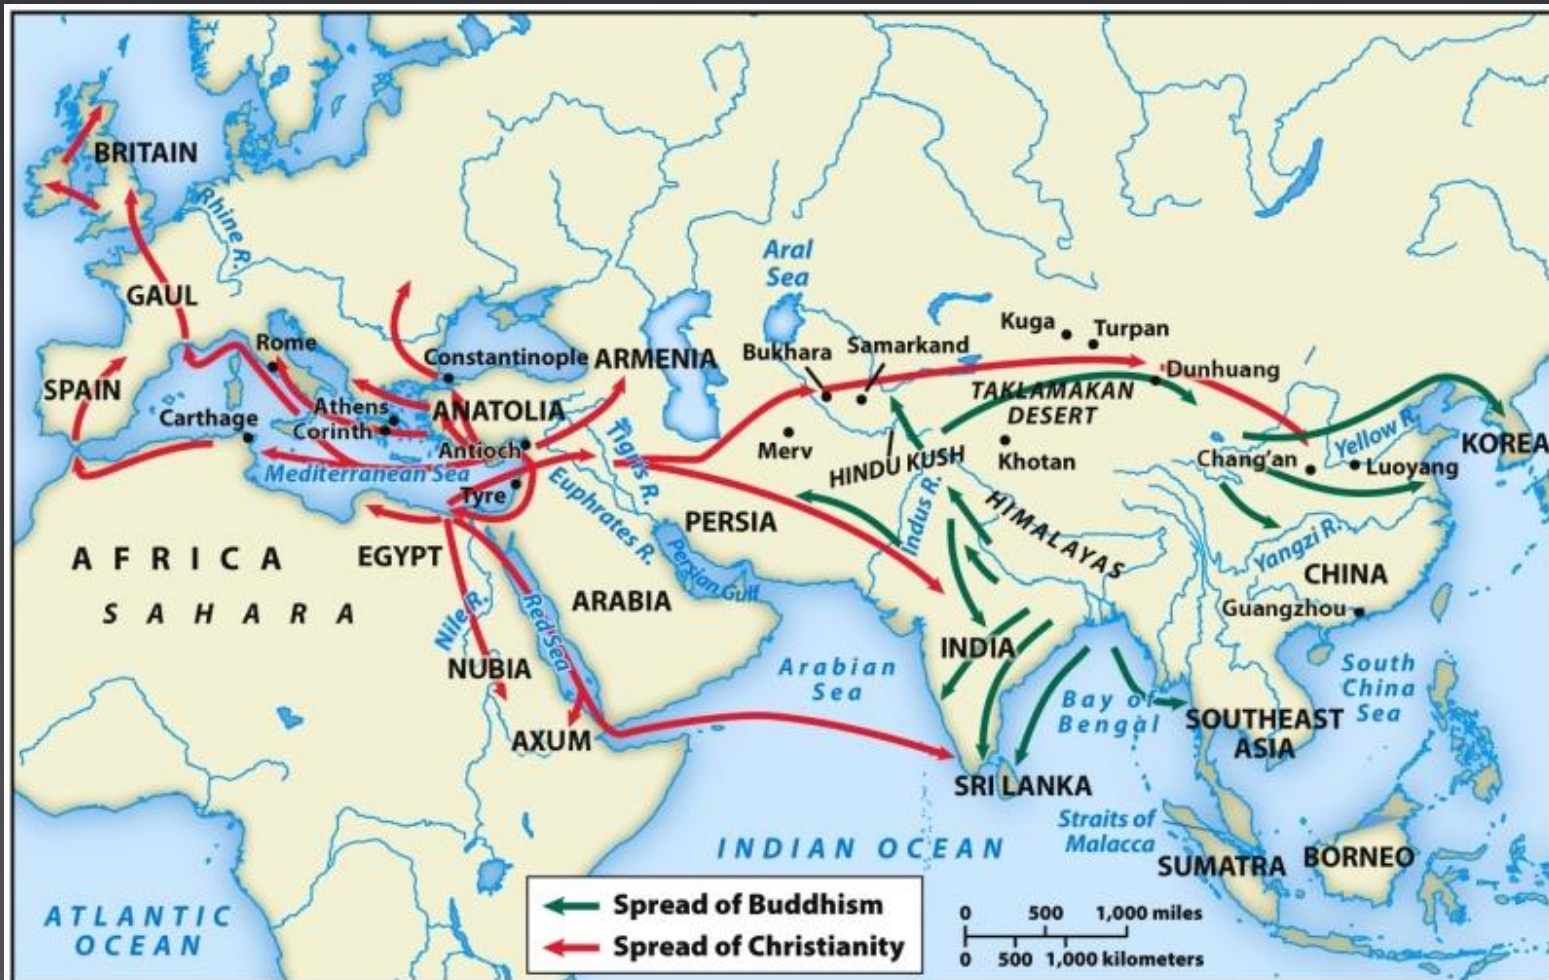 BRITAIN
Rhine R.
GAUL
Aral
Sea
Rome
Constantinople
ARMENIA
Bukhara
Samarkand
Kuga
Turpan
Dunhuang
SPAIN
Carthage
Athens
Corinth
ANATOLIA
TAKLAMAKAN
DESERT
Antioch
Mediterranean Sea
Tigris R.
Merv
HINDU KUSH
Khotan
Chang'an
Yellow R.
Luoyang
KOREA
Tyre
Euphrates R.
PERSIA
Indus R.
HIMALAYAS
Yangzi R.
AFRICA
EGYPT
Persian Gulf
CHINA
SAHARA
Nile R.
Red Sea
ARABIA
Guangzhou
NUBIA
INDIA
Arabian
Sea
Bay of
Bengal
South
China
Sea
AXUM
SOUTHEAST
ASIA
SRI LANKA
Straits of
Malacca
INDIAN OCEAN
SUMATRA
BORNEO
ATLANTIC
OCEAN
Spread of Buddhism
Spread of Christianity
0 500 1,000 miles
0 500 1,000 kilometers